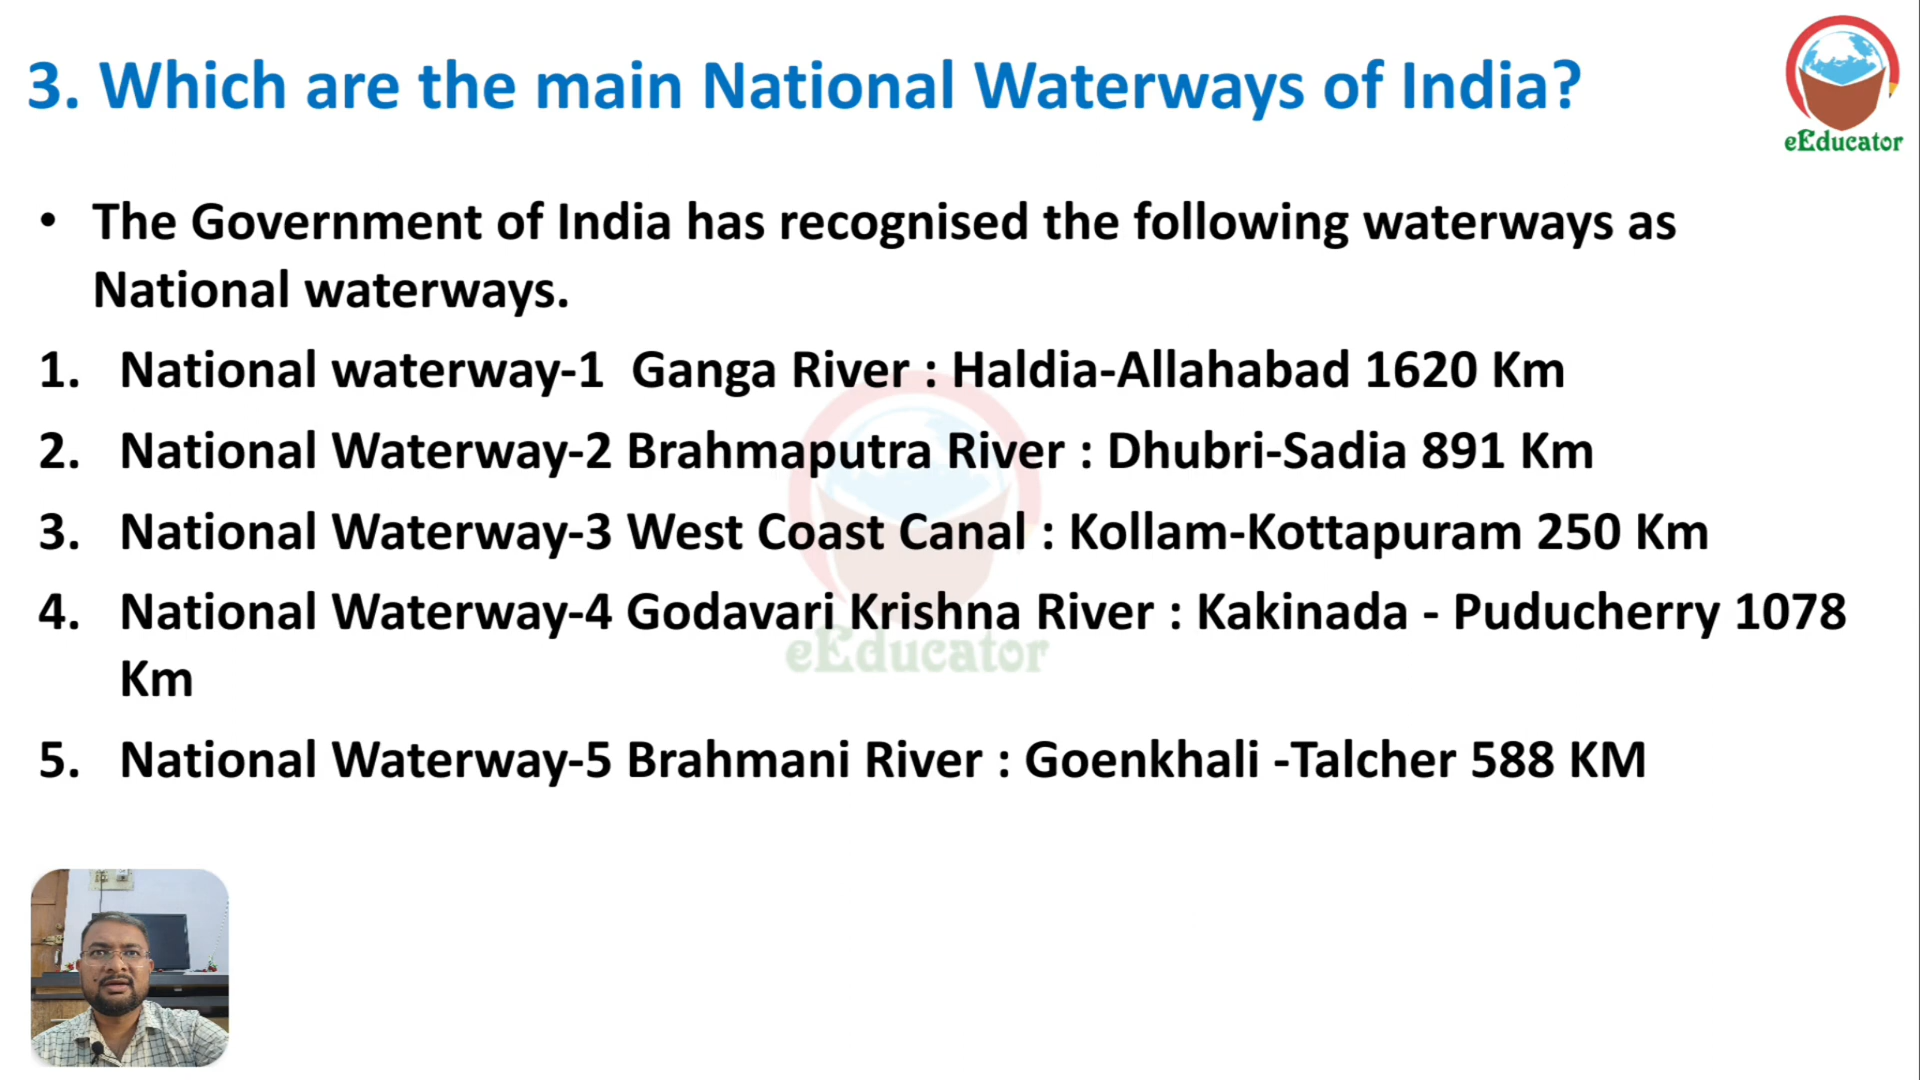 3. Which are the main National Waterways of India?
eEducator
• The Government of India has recognised the following waterways as
National waterways.
1. National waterway-1  Ganga River : Haldia-Allahabad 1620 Km
2. National Waterway-2 Brahmaputra River : Dhubri-Sadia 891 Km
3. National Waterway-3 West Coast Canal : Kollam-Kottapuram 250 Km
4. National Waterway-4 Godavari Krishna River : Kakinada - Puducherry 1078
Km
eEducator
5. National Waterway-5 Brahmani River : Goenkhali -Talcher 588 KM